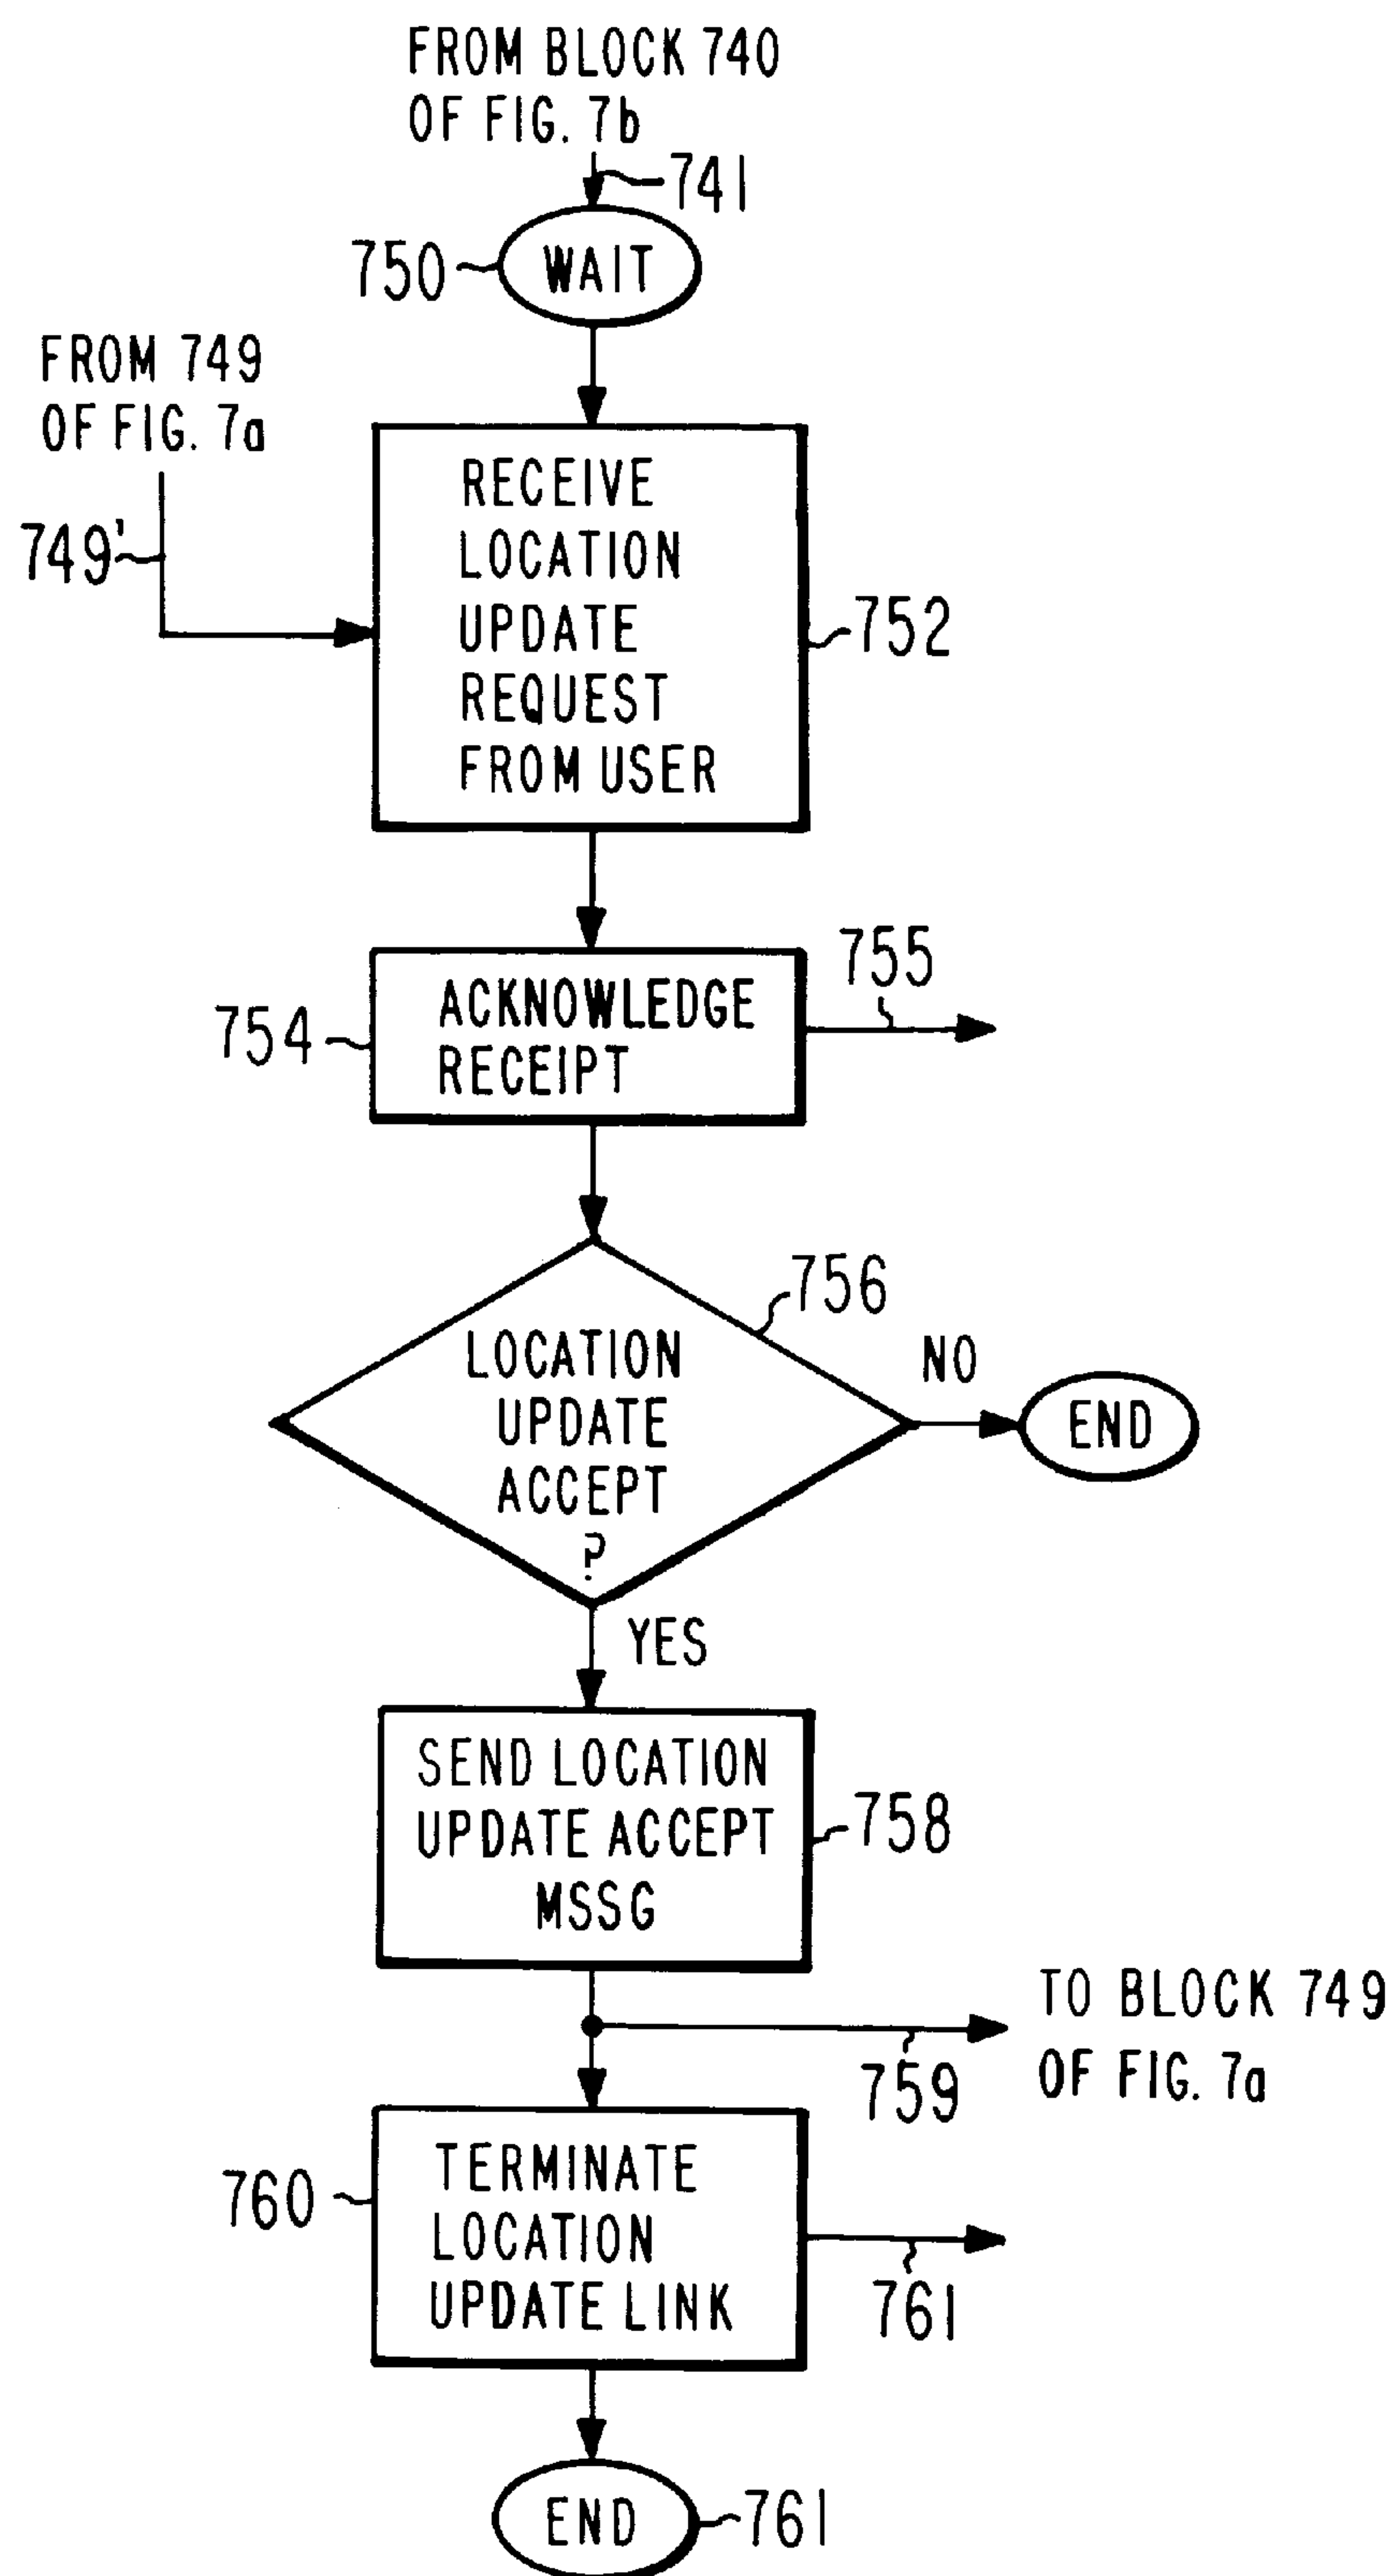 FROM BLOCK 740
OF FIG. 7b
741
750
WAIT
FROM 749
OF FIG. 7a
749'
RECEIVE
LOCATION
UPDATE
REQUEST
FROM USER
752
755
754
ACKNOWLEDGE
RECEIPT
756
LOCATION
UPDATE
ACCEPT
?
NO
END
YES
SEND LOCATION
UPDATE ACCEPT
MSSG
758
TO BLOCK 749
OF FIG. 7a
759
760
TERMINATE
LOCATION
UPDATE LINK
761
END
761